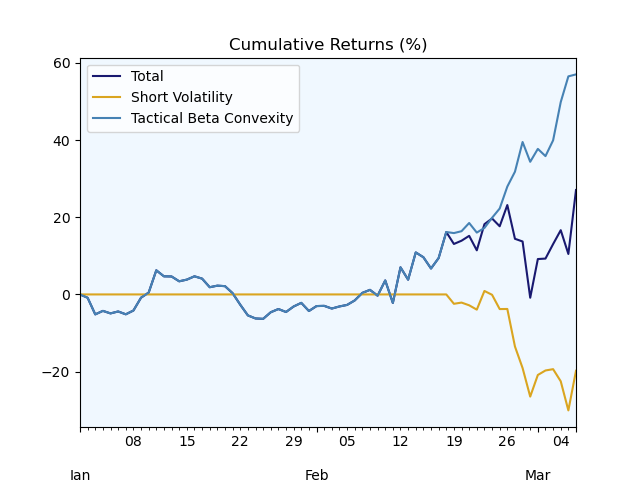 Cumulative Returns (%)
60
40
20
0
−20
Total
Short Volatility
Tactical Beta Convexity
08 15 22 29 05 12 19 26 04
Jan Feb Mar